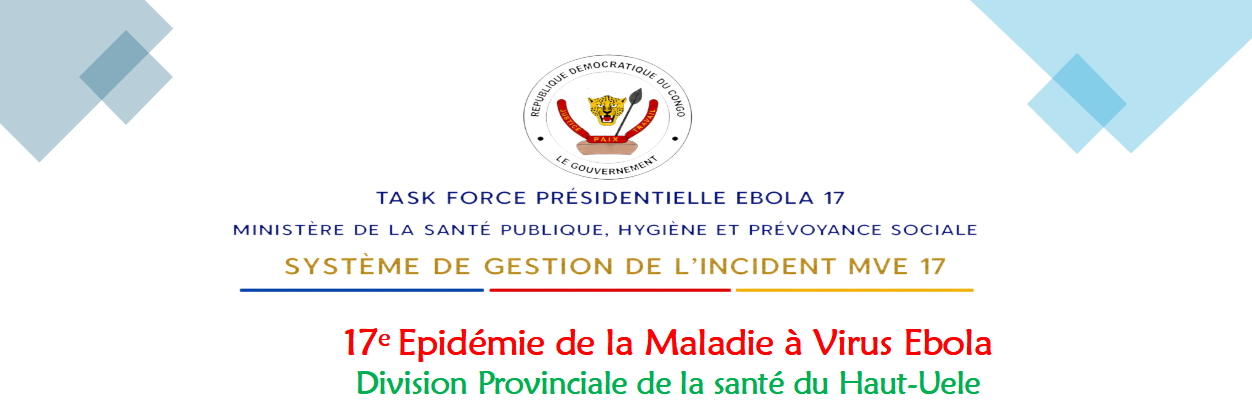 REPUBLIQUE DEMOCRATIQUE DU CONGO
JUSTICE PAIX TRAVAIL
LE GOUVERNEMENT
TASK FORCE PRÉSIDENTIELLE EBOLA 17
MINISTÈRE DE LA SANTÉ PUBLIQUE, HYGIÈNE ET PRÉVOYANCE SOCIALE
SYSTÈME DE GESTION DE L'INCIDENT MVE 17
17e Epidémie de la Maladie à Virus Ebola
Division Provinciale de la santé du Haut-Uele